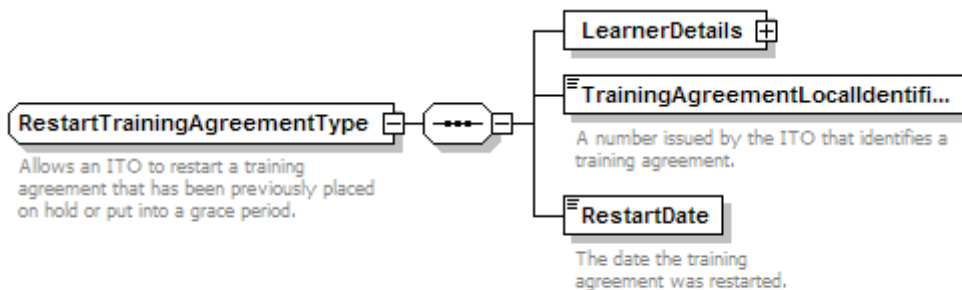 LearnerDetails
TrainingAgreementLocalIdentifi...
A number issued by the ITO that identifies a
training agreement.
RestartTrainingAgreementType
Allows an ITO to restart a training
agreement that has been previously placed
on hold or put into a grace period.
RestartDate
The date the training
agreement was restarted.